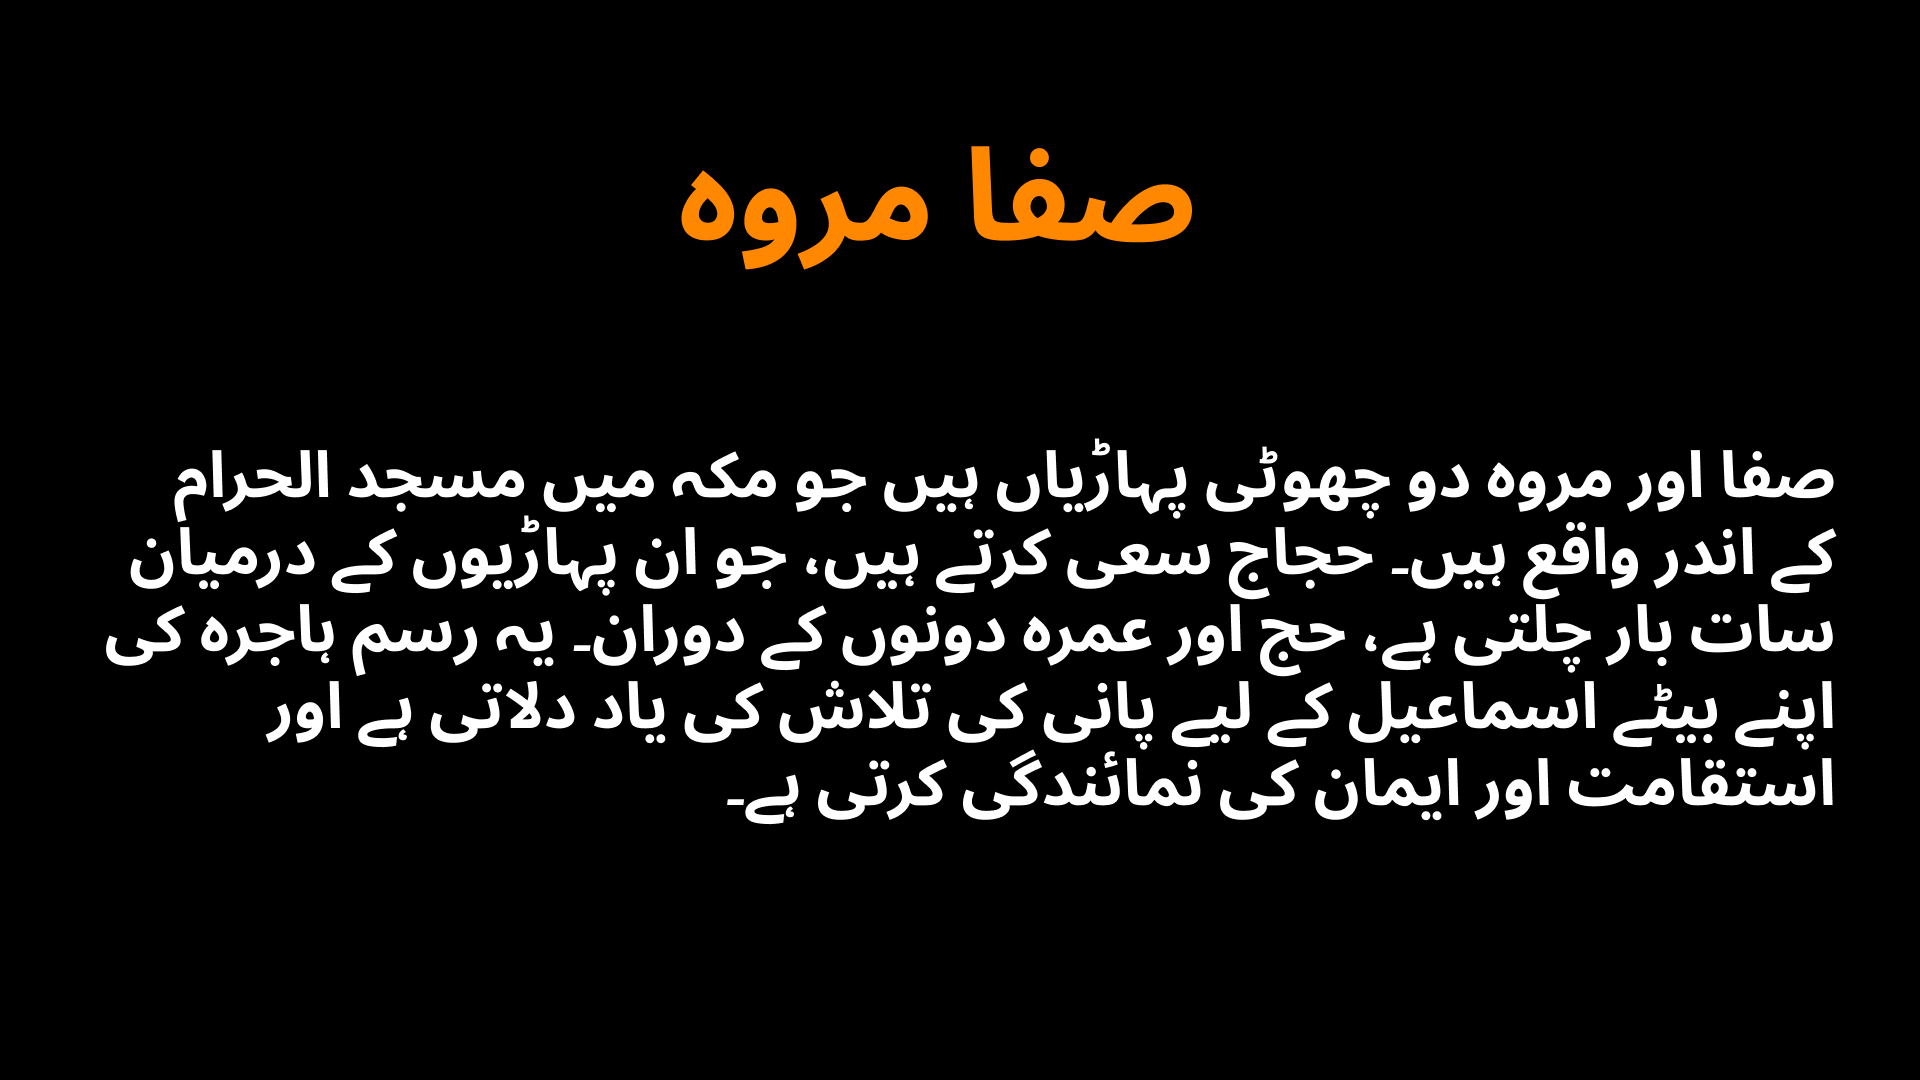 صفا مروہ
صفا اور مروہ دو چھوٹی پہاڑیاں ہیں جو مکہ میں مسجد الحرام
کے اندر واقع ہیں۔ حجاج سعی کرتے ہیں، جو ان پہاڑیوں کے درمیان
سات بار چلتی ہے، حج اور عمرہ دونوں کے دوران۔ یہ رسم ہاجرہ کی
اپنے بیٹے اسماعیل کے لیے پانی کی تلاش کی یاد دلاتی ہے اور
استقامت اور ایمان کی نمائندگی کرتی ہے۔